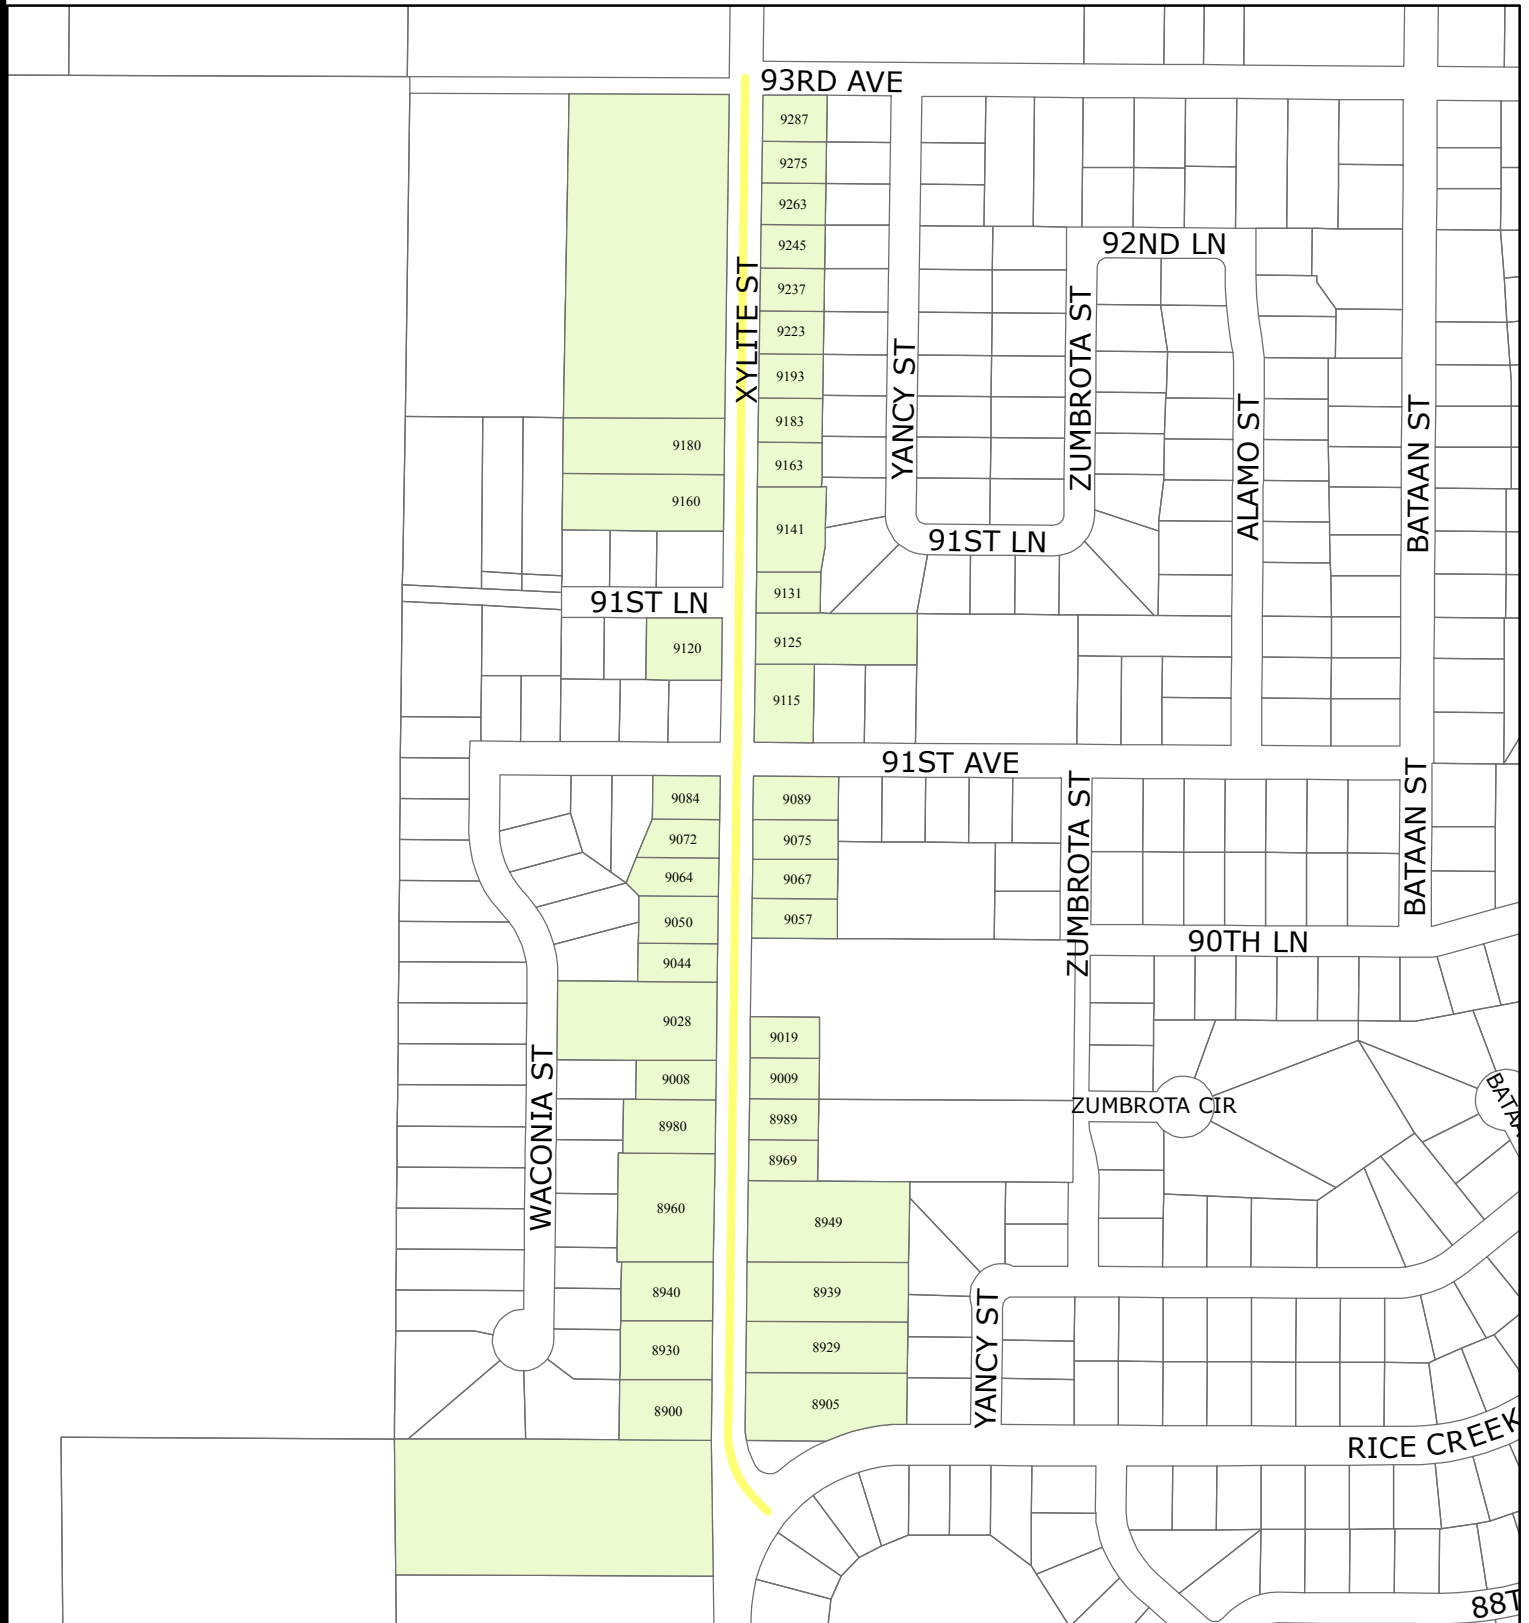 93RD AVE
9287
9275
9263
9245
92ND LN
9237
XYLITE ST
9223
YANCY ST
ZUMBROTA ST
9193
9183
ALAMO ST
BATAAN ST
9180
9163
9160
9141
91ST LN
9131
91ST LN
9125
9120
9115
91ST AVE
9084
9089
9072
9075
ZUMBROTA ST
BATAAN ST
9064
9067
9050
9057
90TH LN
9044
9028
9019
9008
9009
WACONIA ST
ZUMBROTA CIR
BATAA
8980
8989
8969
8960
8949
8940
8939
8930
8929
YANCY ST
8900
8905
RICE CREEK
88T